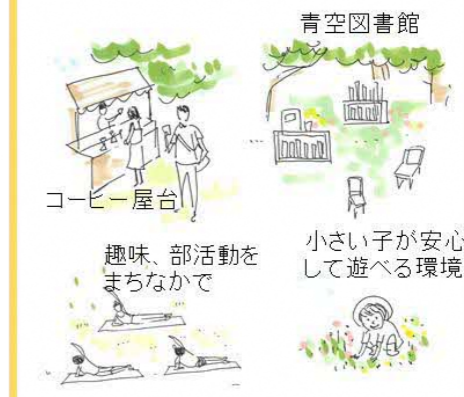 青空図書館
コーヒー屋台
趣味、部活動を
まちなかで
小さい子が安心
して遊べる環境